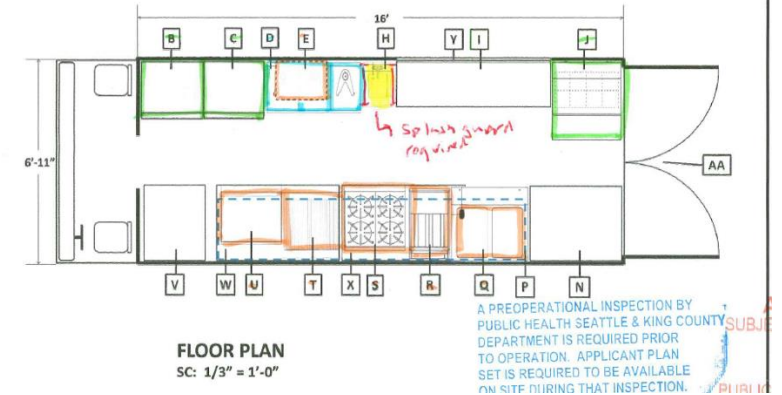 16'
B C D E H Y I J
6'-11"
splash guard
required
AA
V W U T X S R Q P N
FLOOR PLAN
SC: 1/3" = 1'-0"
A PREOPERATIONAL INSPECTION BY
PUBLIC HEALTH SEATTLE & KING COUNTY
DEPARTMENT IS REQUIRED PRIOR
TO OPERATION. APPLICANT PLAN
SET IS REQUIRED TO BE AVAILABLE
ON SITE DURING THAT INSPECTION.
A
SUBJE
PUBLIC